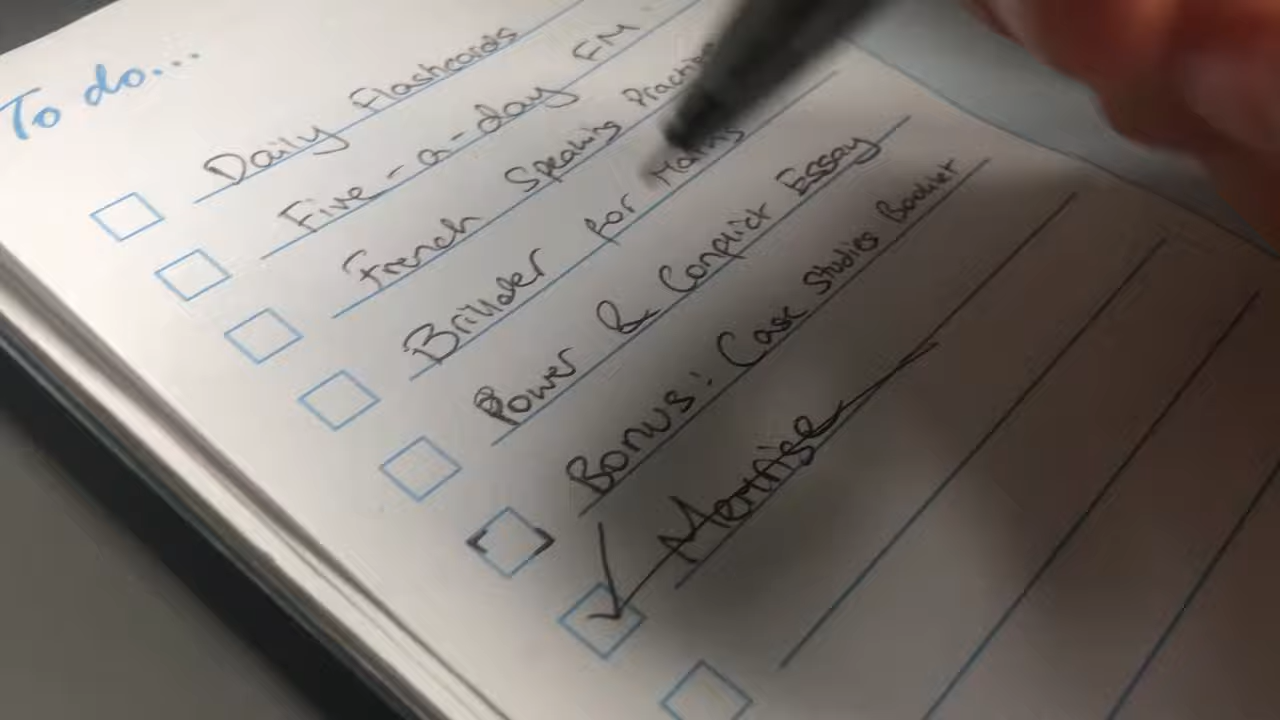 To do...
Daily Flashcards
Five-a-day FM
French Speaking Practice
Brillder for Maths
Power & Conflict Essay
Bonus: Case Studies Booklet
Memrise